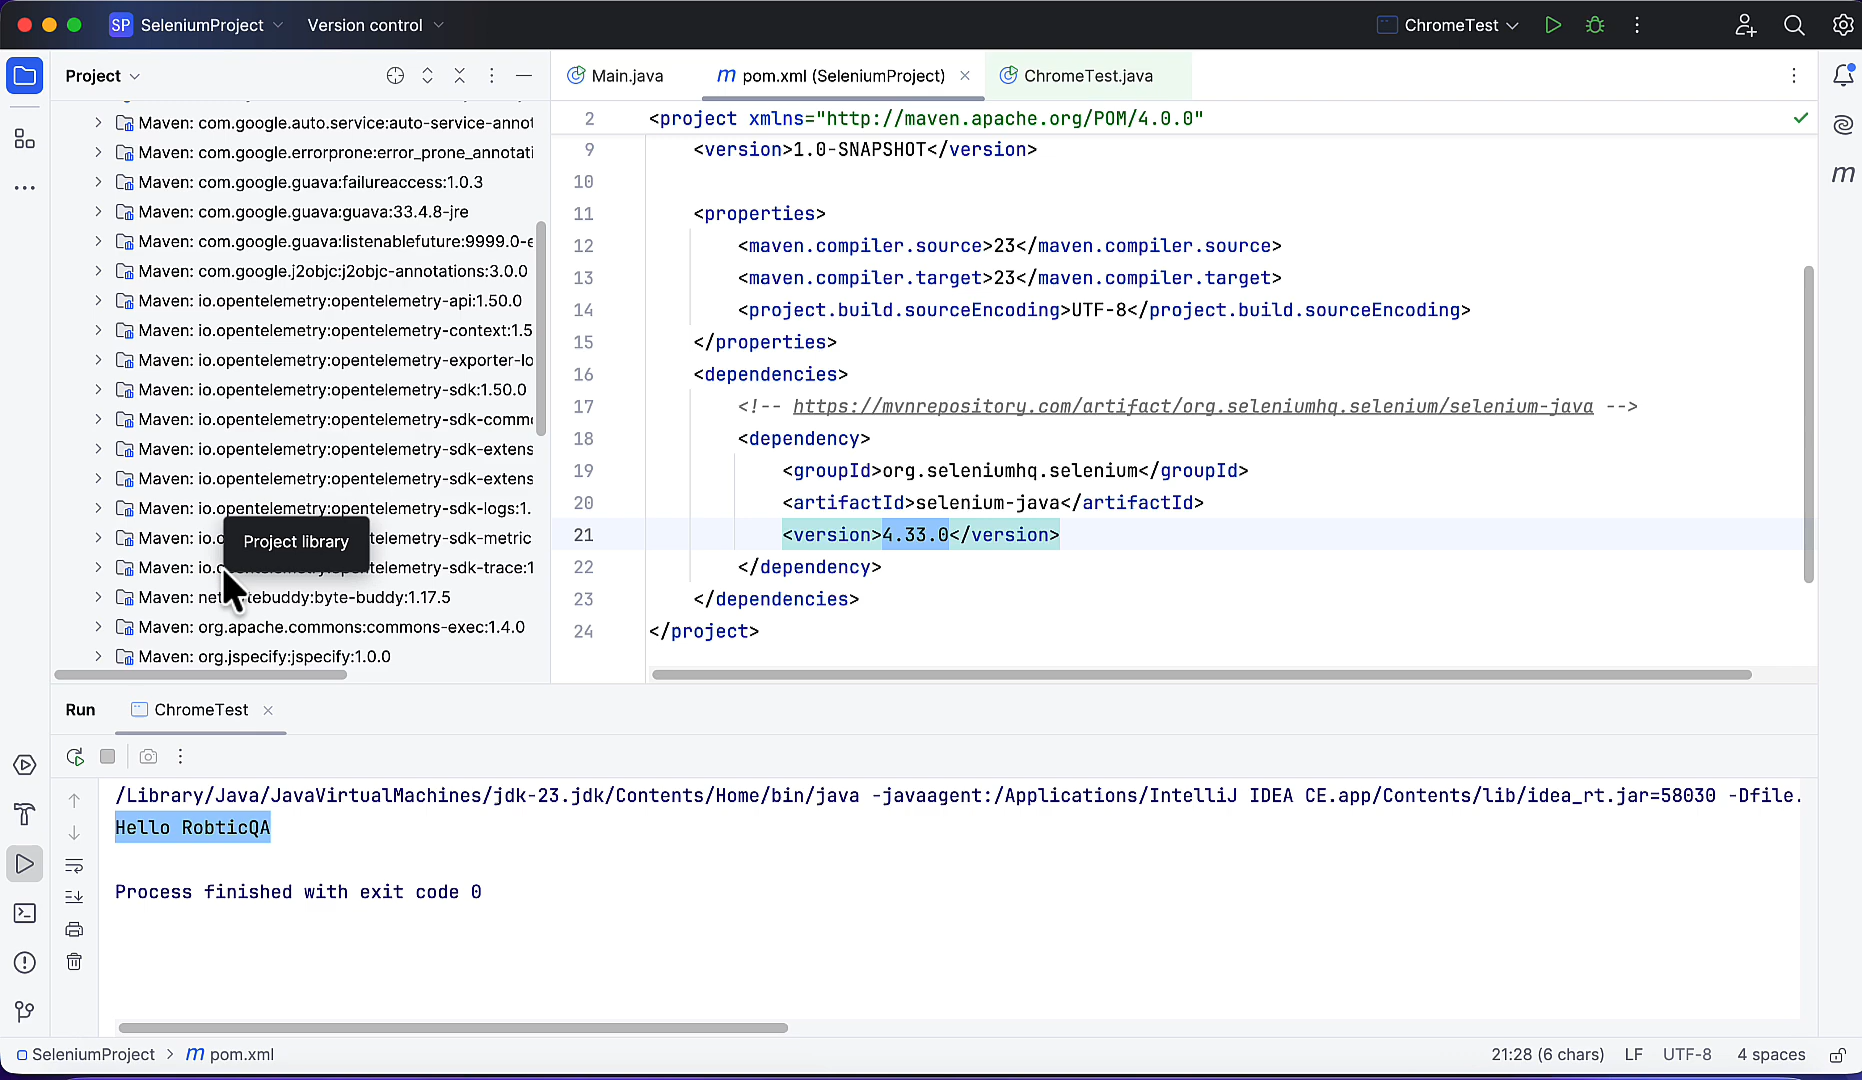 SP SeleniumProject Version control ChromeTest
Project
Main.java pom.xml (SeleniumProject) ChromeTest.java
Maven: com.google.auto.service:auto-service-annot
Maven: com.google.errorprone:error_prone_annotati
Maven: com.google.guava:failureaccess:1.0.3
Maven: com.google.guava:guava:33.4.8-jre
Maven: com.google.guava:listenablefuture:9999.0-e
Maven: com.google.j2objc:j2objc-annotations:3.0.0
Maven: io.opentelemetry:opentelemetry-api:1.50.0
Maven: io.opentelemetry:opentelemetry-context:1.5
Maven: io.opentelemetry:opentelemetry-exporter-lo
Maven: io.opentelemetry:opentelemetry-sdk:1.50.0
Maven: io.opentelemetry:opentelemetry-sdk-comm
Maven: io.opentelemetry:opentelemetry-sdk-extens
Maven: io.opentelemetry:opentelemetry-sdk-extens
Maven: io.opentelemetry:opentelemetry-sdk-logs:1.
Maven: telemetry-sdk-metric
Project library
Maven: telemetry-sdk-trace:1
Maven: tebuddy:byte-buddy:1.17.5
Maven: org.apache.commons:commons-exec:1.4.0
Maven: org.jspecify:jspecify:1.0.0
2 <project xmlns="http://maven.apache.org/POM/4.0.0"
9 <version>1.0-SNAPSHOT</version>
10
11 <properties>
12 <maven.compiler.source>23</maven.compiler.source>
13 <maven.compiler.target>23</maven.compiler.target>
14 <project.build.sourceEncoding>UTF-8</project.build.sourceEncoding>
15 </properties>
16 <dependencies>
17 <!-- https://mvnrepository.com/artifact/org.seleniumhq.selenium/selenium-java -->
18 <dependency>
19 <groupId>org.seleniumhq.selenium</groupId>
20 <artifactId>selenium-java</artifactId>
21 <version>4.33.0</version>
22 </dependency>
23 </dependencies>
24 </project>
Run ChromeTest
/Library/Java/JavaVirtualMachines/jdk-23.jdk/Contents/Home/bin/java -javaagent:/Applications/IntelliJ IDEA CE.app/Contents/lib/idea_rt.jar=58030 -Dfile.
Hello RobticQA
Process finished with exit code 0
SeleniumProject > m pom.xml 21:28 (6 chars) LF UTF-8 4 spaces